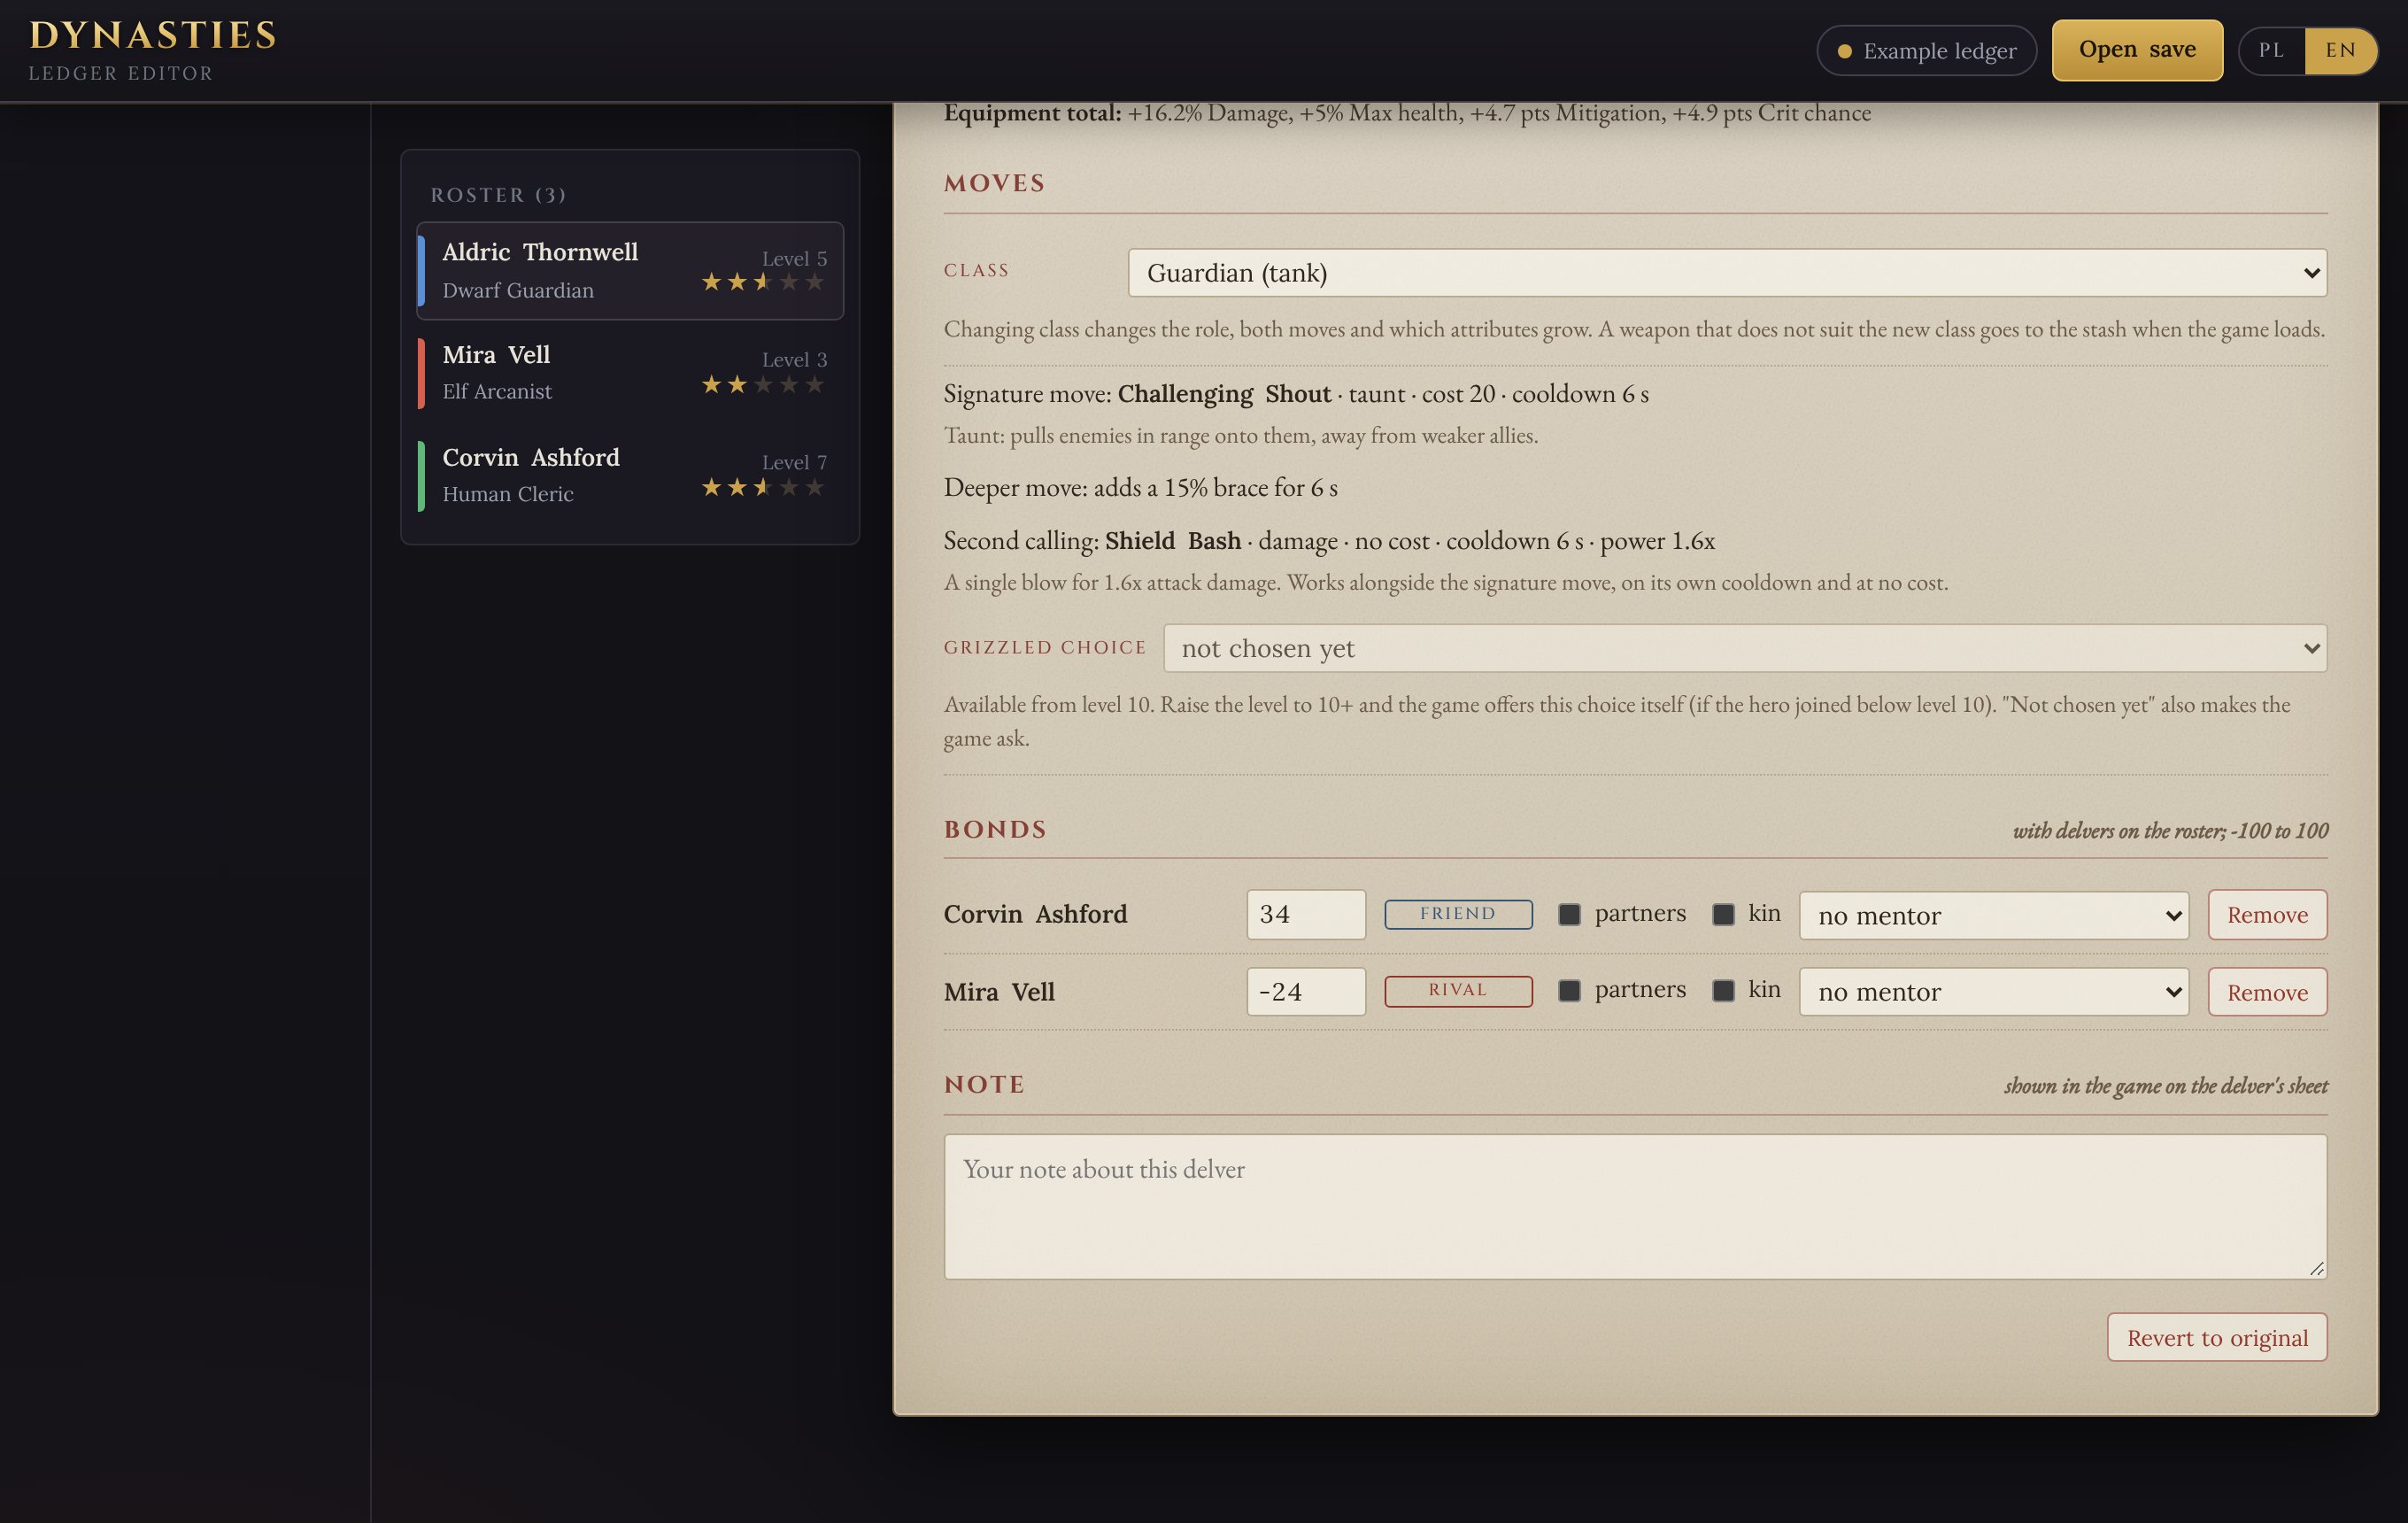 DYNASTIES
LEDGER EDITOR
Example ledger
Open save
PL
EN
ROSTER (3)
Aldric Thornwell
Level 5
Dwarf Guardian
Mira Vell
Level 3
Elf Arcanist
Corvin Ashford
Level 7
Human Cleric
Equipment total: +16.2% Damage, +5% Max health, +4.7 pts Mitigation, +4.9 pts Crit chance
MOVES
CLASS
Guardian (tank)
Changing class changes the role, both moves and which attributes grow. A weapon that does not suit the new class goes to the stash when the game loads.
Signature move: Challenging Shout · taunt · cost 20 · cooldown 6 s
Taunt: pulls enemies in range onto them, away from weaker allies.
Deeper move: adds a 15% brace for 6 s
Second calling: Shield Bash · damage · no cost · cooldown 6 s · power 1.6x
A single blow for 1.6x attack damage. Works alongside the signature move, on its own cooldown and at no cost.
GRIZZLED CHOICE
not chosen yet
Available from level 10. Raise the level to 10+ and the game offers this choice itself (if the hero joined below level 10). "Not chosen yet" also makes the
game ask.
BONDS
with delvers on the roster; -100 to 100
Corvin Ashford
34
FRIEND
partners
kin
no mentor
Remove
Mira Vell
-24
RIVAL
partners
kin
no mentor
Remove
NOTE
shown in the game on the delver's sheet
Your note about this delver
Revert to original